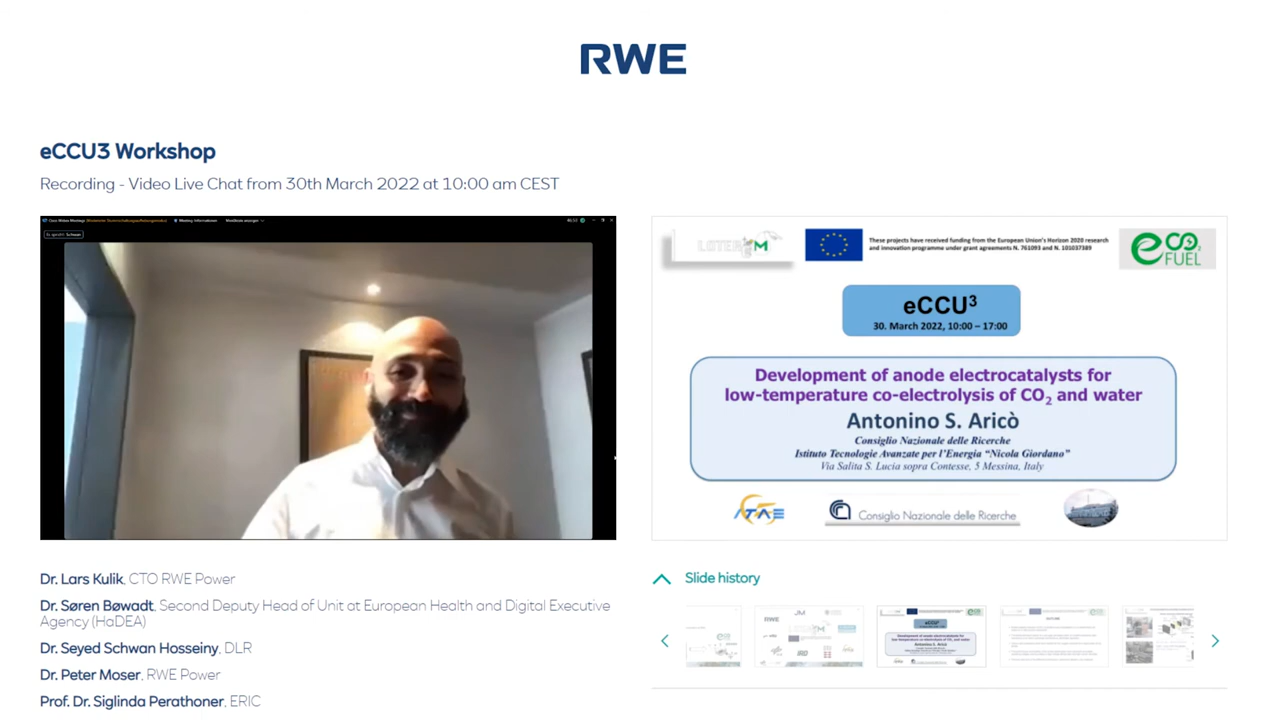 RWE
eCCU3 Workshop
Recording - Video Live Chat from 30th March 2022 at 10:00 am CEST
LOTER M
These projects have received funding from the European Union's Horizon 2020 research
and innovation programme under grant agreements N. 761093 and N. 101037389
eCO2
FUEL
eCCU³
30. March 2022, 10:00 – 17:00
Development of anode electrocatalysts for
low-temperature co-electrolysis of CO₂ and water
Antonino S. Aricò
Consiglio Nazionale delle Ricerche
Istituto Tecnologie Avanzate per l'Energia "Nicola Giordano"
Via Salita S. Lucia sopra Contesse, 5 Messina, Italy
ITAE
Consiglio Nazionale delle Ricerche
Dr. Lars Kulik, CTO RWE Power
Dr. Søren Bøwadt, Second Deputy Head of Unit at European Health and Digital Executive
Agency (HaDEA)
Dr. Seyed Schwan Hosseiny, DLR
Dr. Peter Moser, RWE Power
Prof. Dr. Siglinda Perathoner, ERIC
Slide history